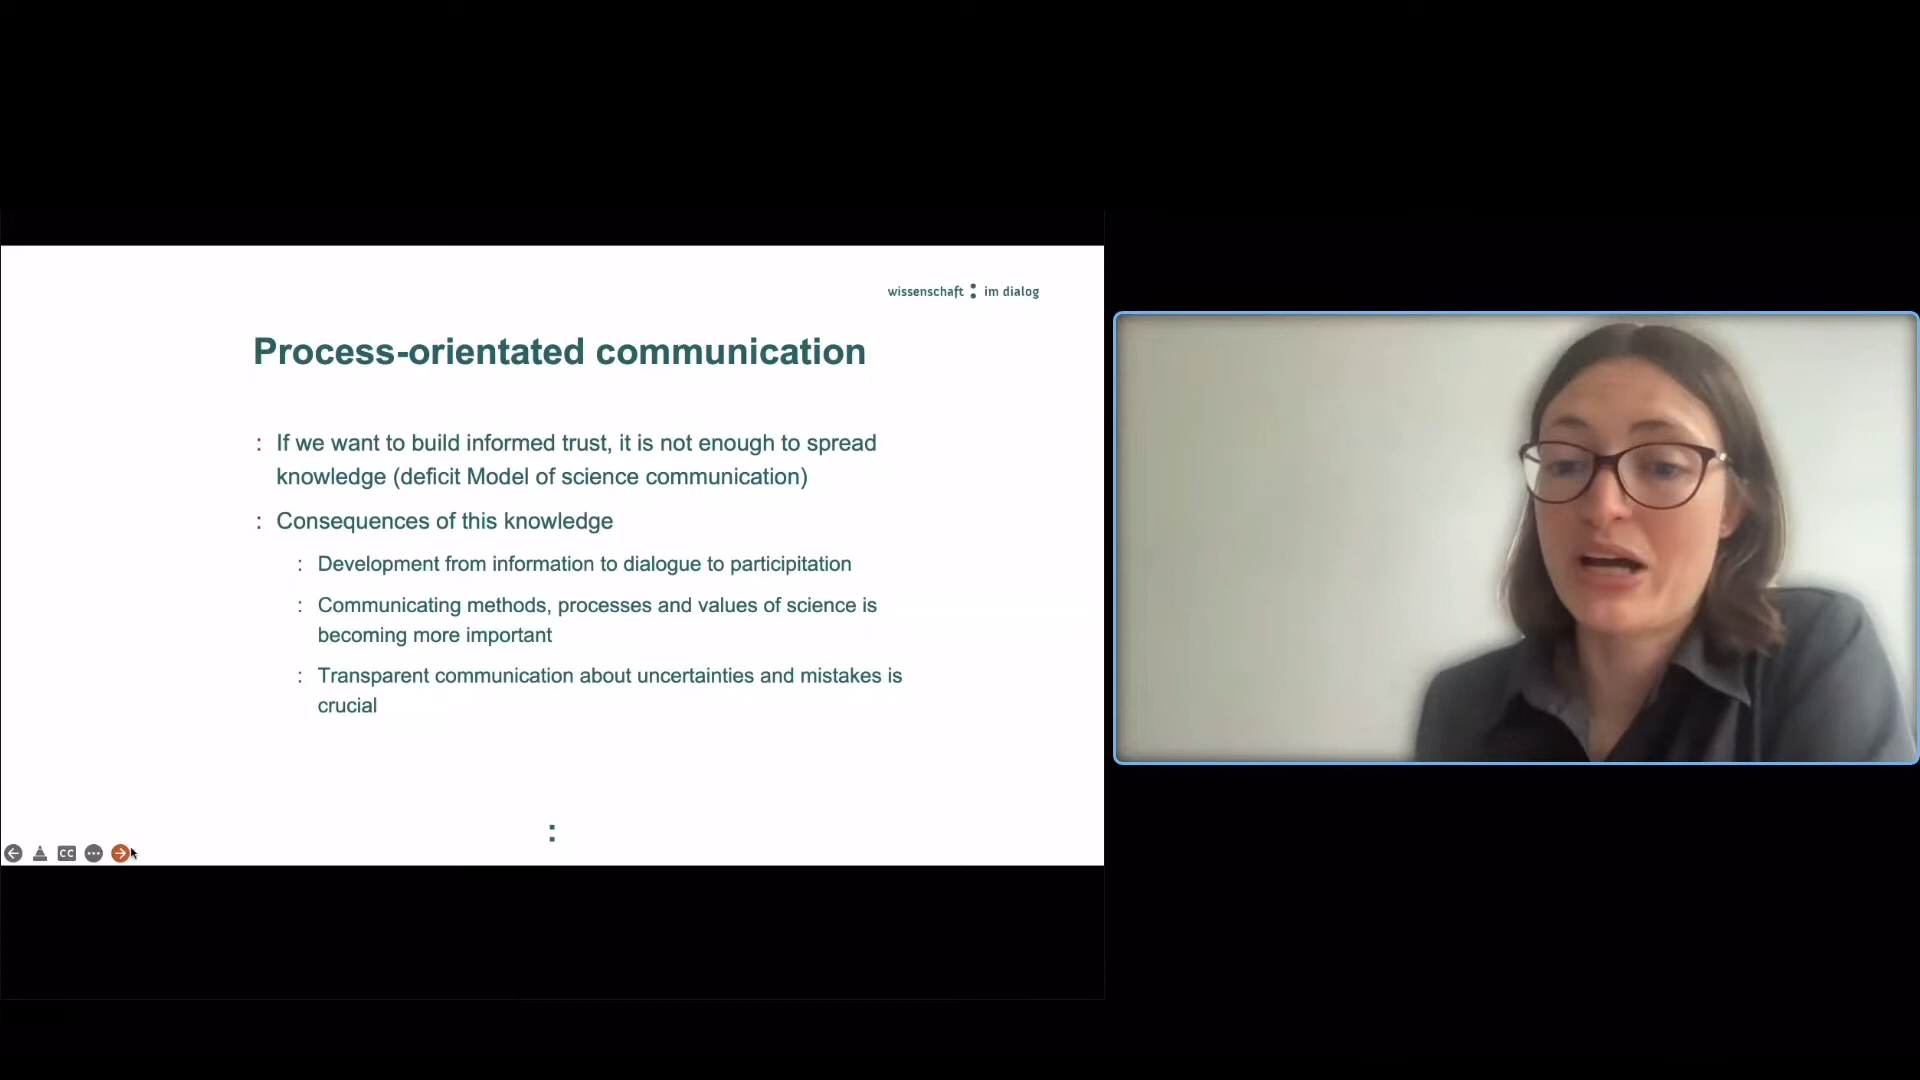 wissenschaft : im dialog
Process-orientated communication
: If we want to build informed trust, it is not enough to spread
knowledge (deficit Model of science communication)
: Consequences of this knowledge
: Development from information to dialogue to participitation
: Communicating methods, processes and values of science is
becoming more important
: Transparent communication about uncertainties and mistakes is
crucial
:
CC